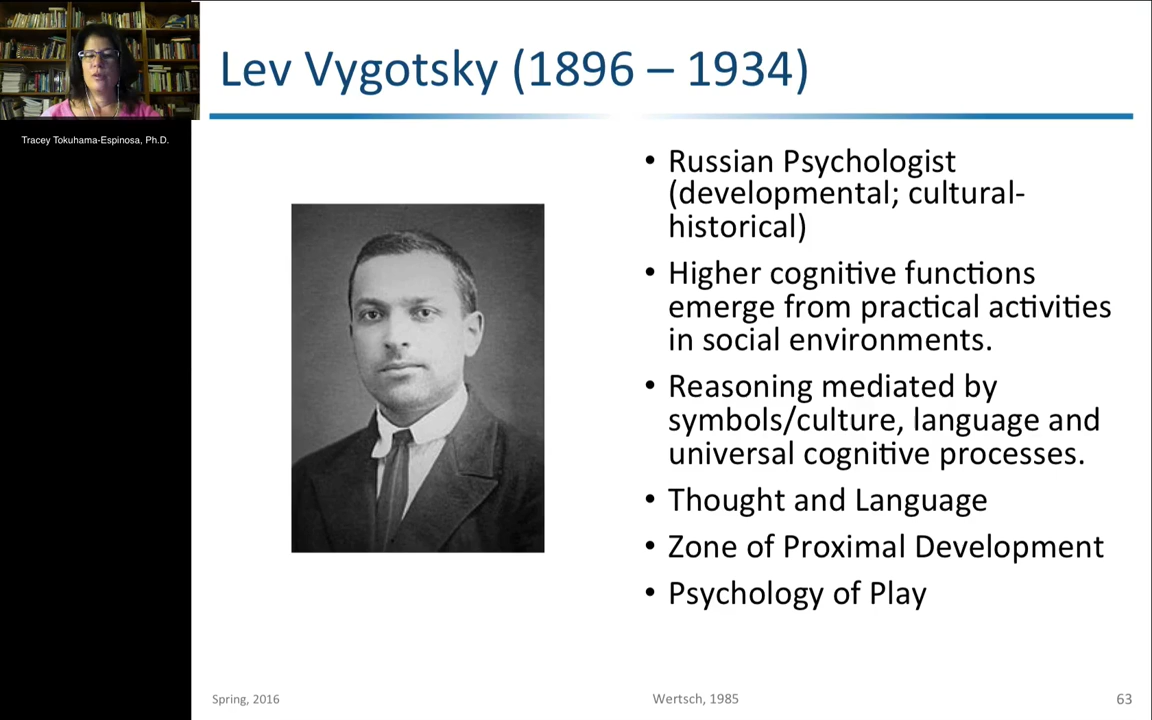 Lev Vygotsky (1896 – 1934)
Tracey Tokuhama-Espinosa, Ph.D.
• Russian Psychologist
(developmental; cultural-
historical)
• Higher cognitive functions
emerge from practical activities
in social environments.
• Reasoning mediated by
symbols/culture, language and
universal cognitive processes.
• Thought and Language
• Zone of Proximal Development
• Psychology of Play
Spring, 2016
Wertsch, 1985
63